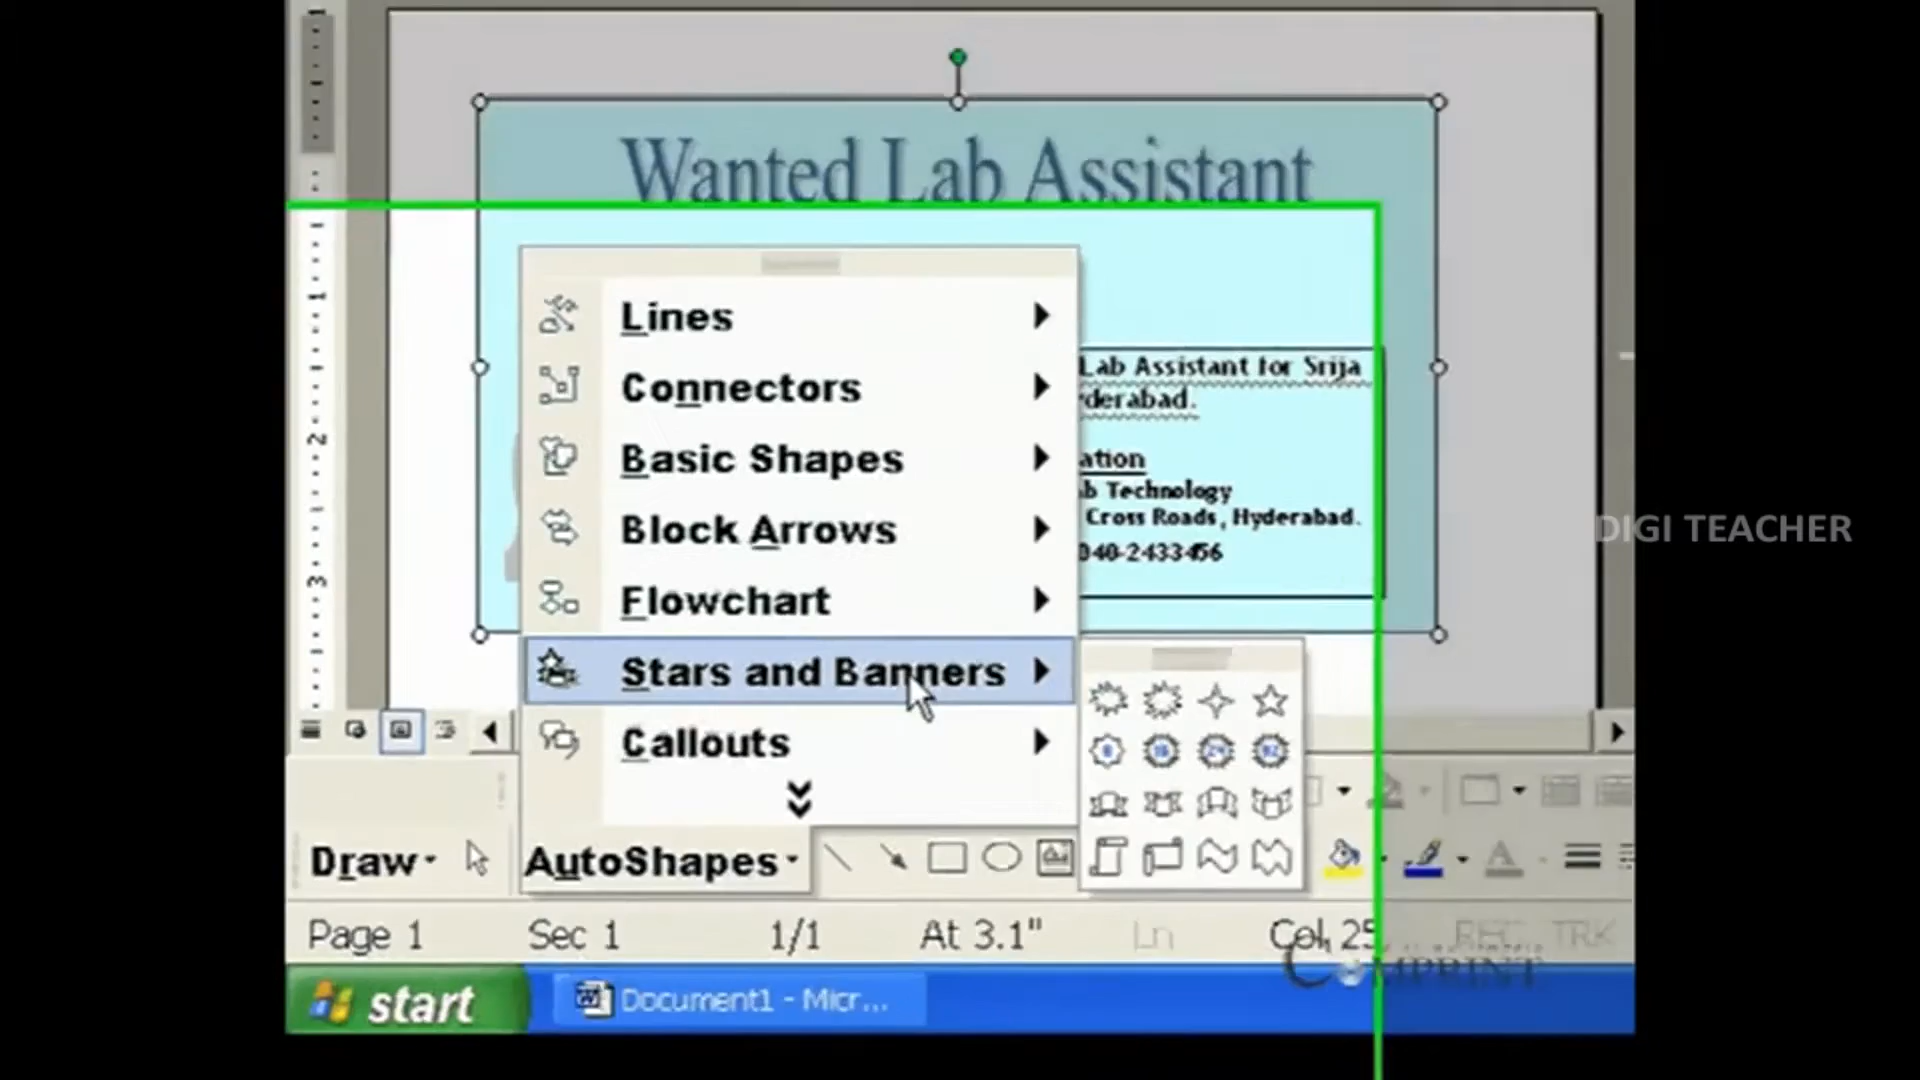 Wanted Lab Assistant
Lines
Connectors
Lab Assistant for Srija
derabad.
Basic Shapes
ation
b Technology
Block Arrows
Cross Roads, Hyderabad.
DIGI TEACHER
040-2433456
Flowchart
Stars and Banners
Callouts
Draw
AutoShapes
Page 1 Sec 1 1/1 At 3.1" Ln Col 25 REC TRK
COMPRINT
start
Document1 - Micr...